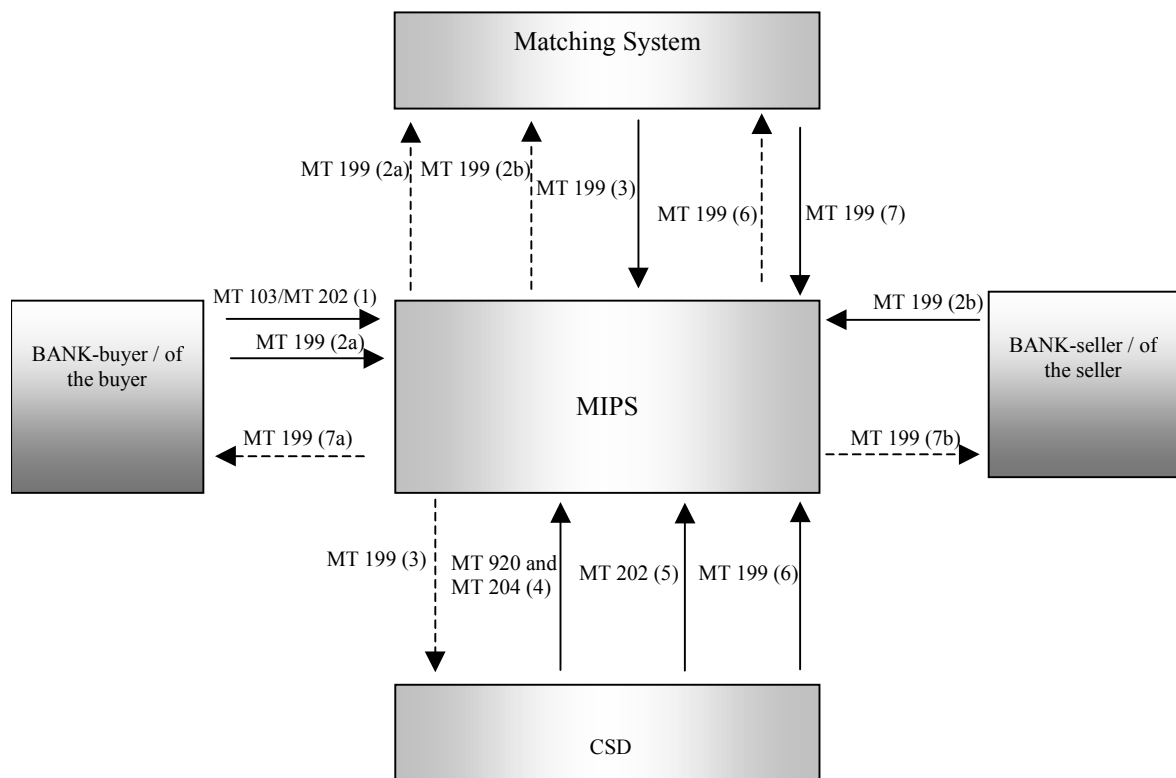 Matching System
MT 199 (2a)
MT 199 (2b)
MT 199 (3)
MT 199 (6)
MT 199 (7)
MT 103/MT 202 (1)
MT 199 (2a)
MT 199 (2b)
BANK-buyer / of
the buyer
MIPS
BANK-seller / of
the seller
MT 199 (7a)
MT 199 (7b)
MT 199 (3)
MT 920 and
MT 204 (4)
MT 202 (5)
MT 199 (6)
CSD